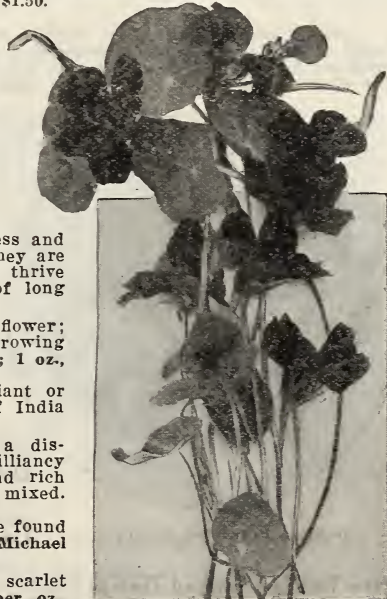 $1.50.
ess and
ney are
thrive
of long
flower;
rowing
; 1 oz.,
iant or
f India
a dis-
illiancy
nd rich
mixed.
e found
Michael
scarlet
per oz.